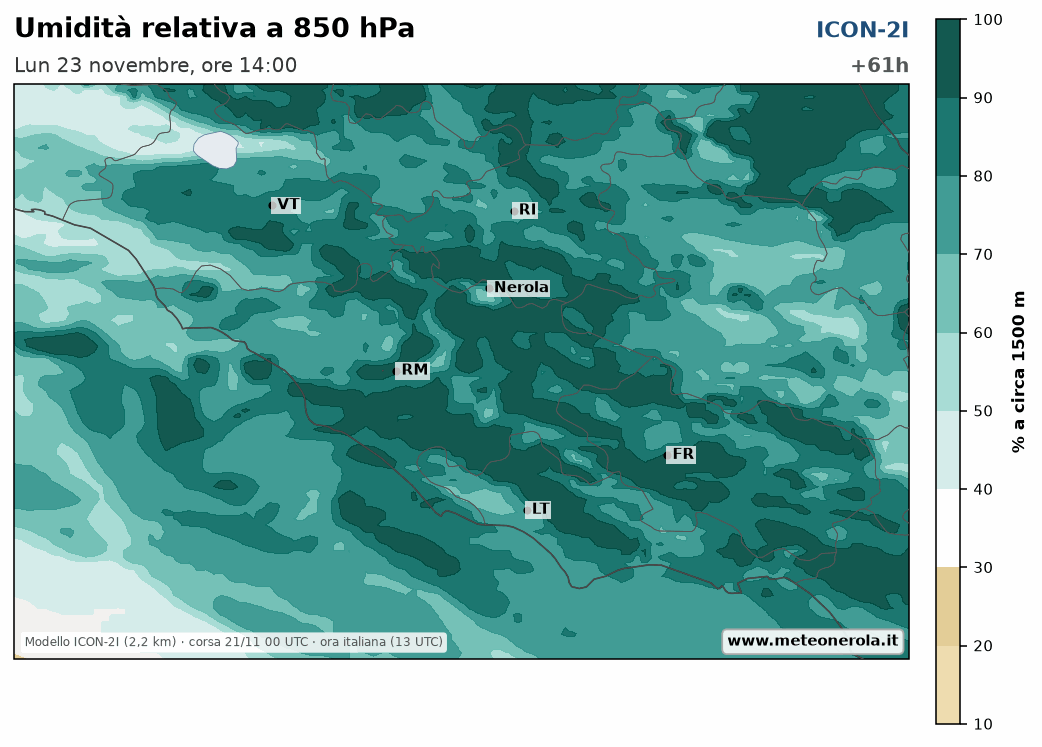 Umidità relativa a 850 hPa
ICON-2I
Lun 23 novembre, ore 14:00
+61h
100
90
80
70
60
50
40
30
20
10
% a circa 1500 m
VT
RI
Nerola
RM
FR
LT
Modello ICON-2I (2,2 km) · corsa 21/11 00 UTC · ora italiana (13 UTC)
www.meteonerola.it